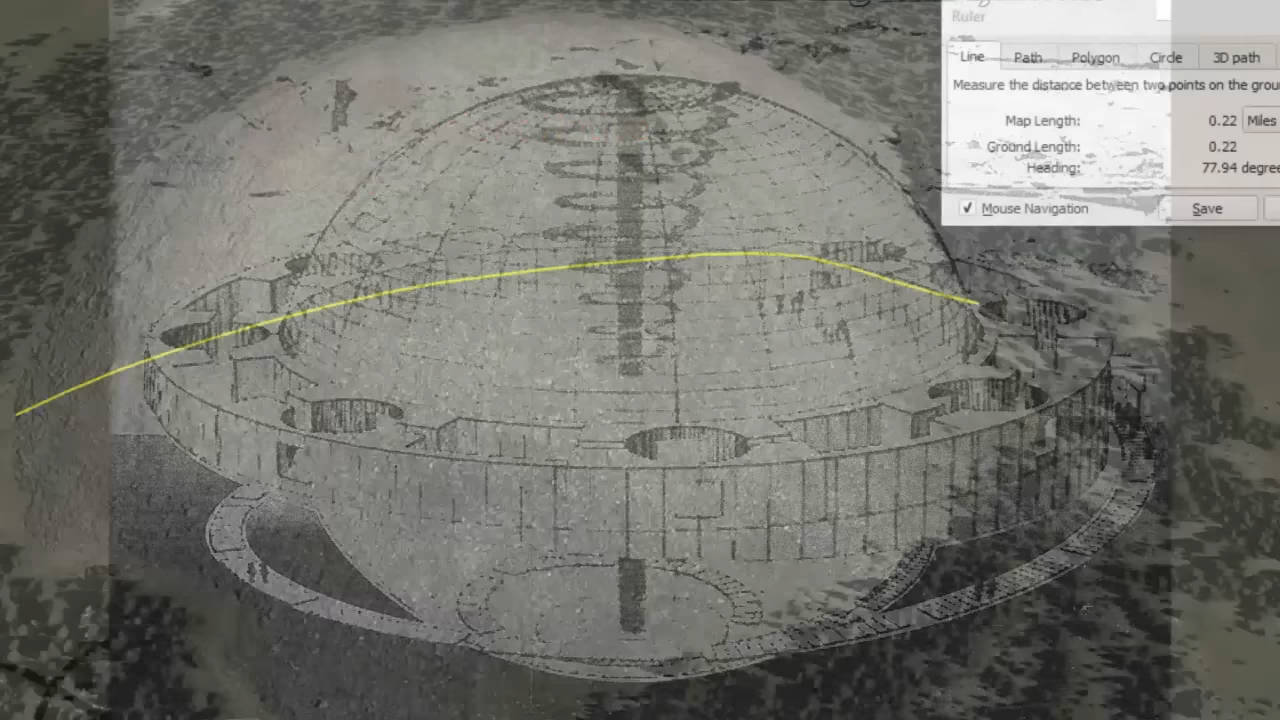 Ruler
Line Path Polygon Circle 3D path
Measure the distance between two points on the grou
Map Length: 0.22 Miles
Ground Length: 0.22
Heading: 77.94 degree
Mouse Navigation Save